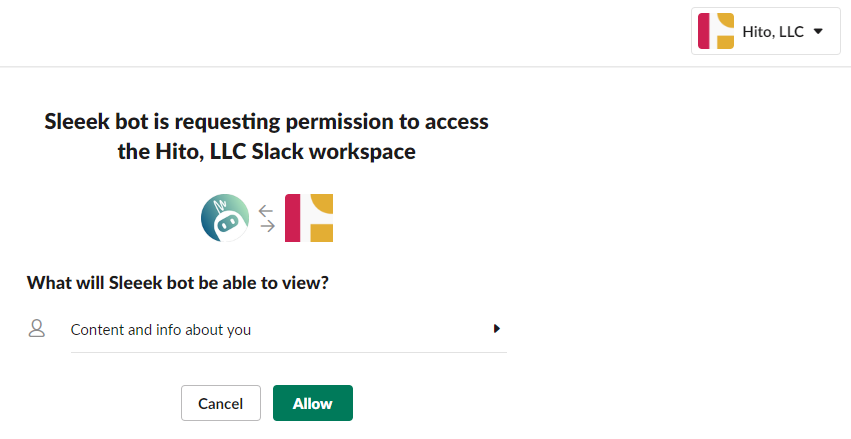 Hito, LLC
Sleeek bot is requesting permission to access
the Hito, LLC Slack workspace
What will Sleeek bot be able to view?
Content and info about you
Cancel
Allow